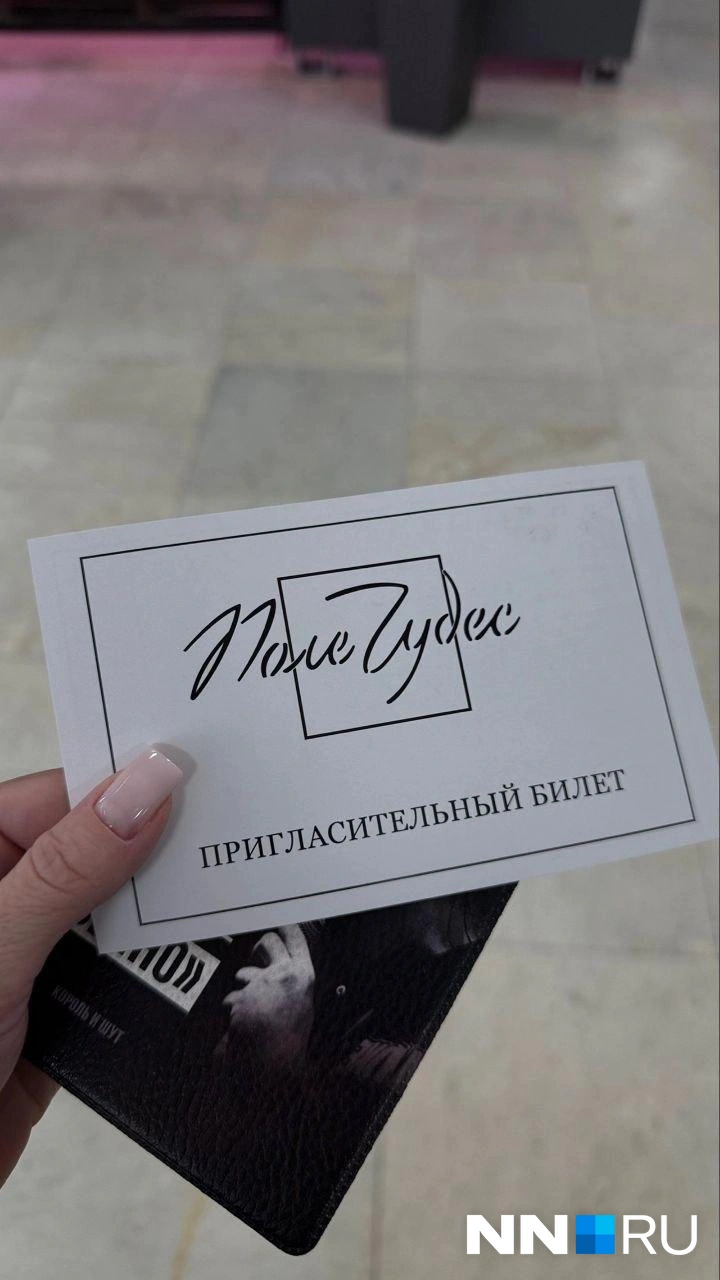 Поле Чудес
ПРИГЛАСИТЕЛЬНЫЙ БИЛЕТ
КОРОЛЬ И ШУТ
NN RU